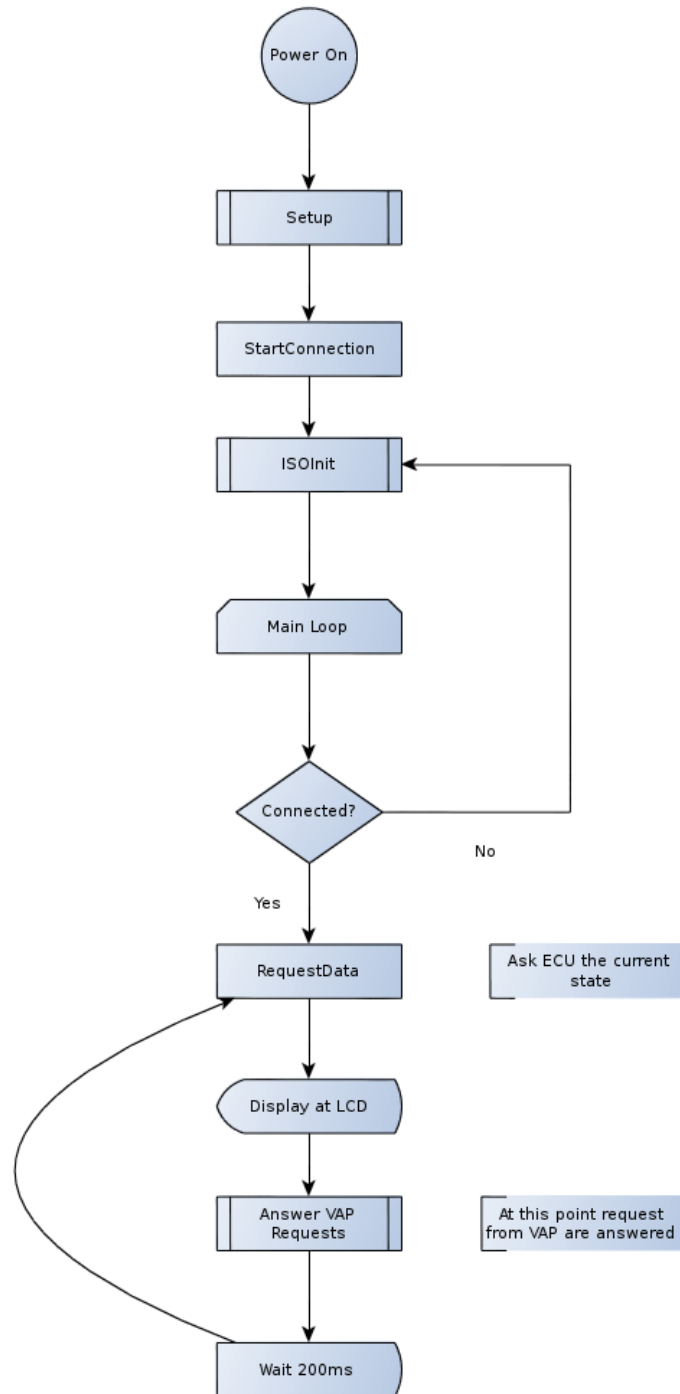 Power On
Setup
StartConnection
ISOInit
Main Loop
Connected?
No
Yes
RequestData
Ask ECU the current
state
Display at LCD
Answer VAP
Requests
At this point request
from VAP are answered
Wait 200ms